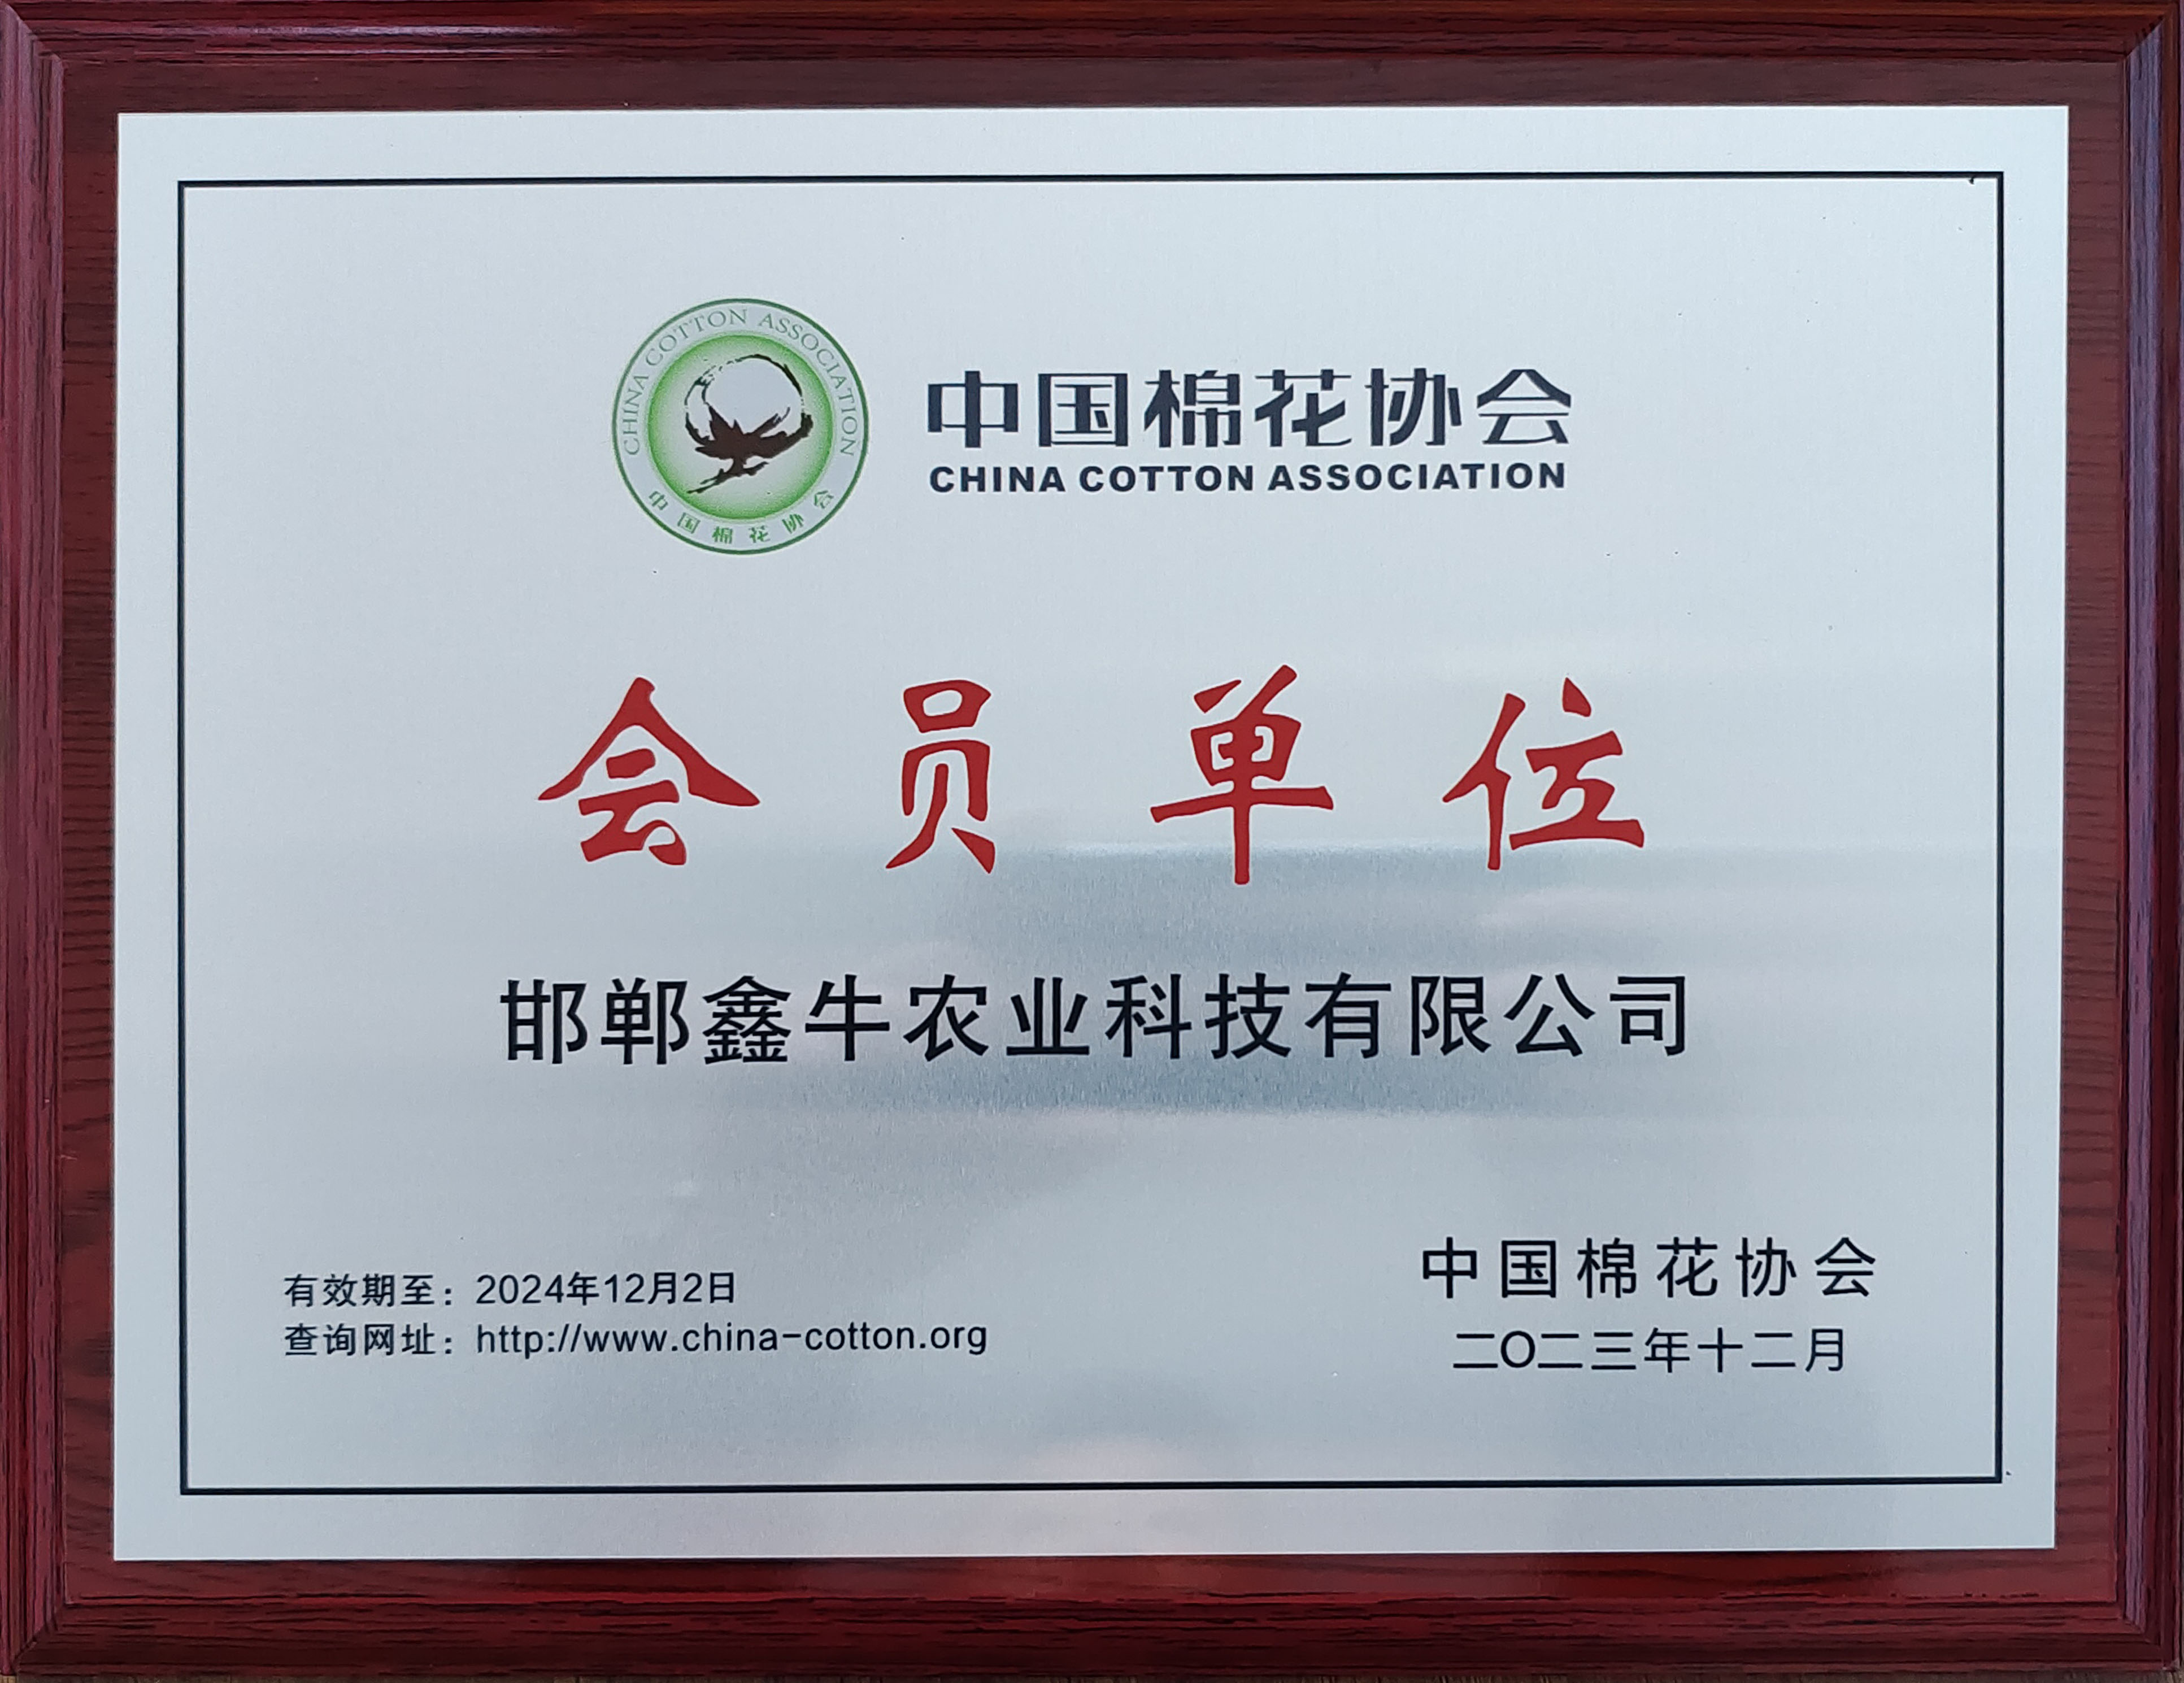 CHINA COTTON ASSOCIATION
中国棉花协会
中国棉花协会
CHINA COTTON ASSOCIATION
会员单位
邯郸鑫牛农业科技有限公司
有效期至：2024年12月2日
查询网址：http://www.china-cotton.org
中国棉花协会
二〇二三年十二月